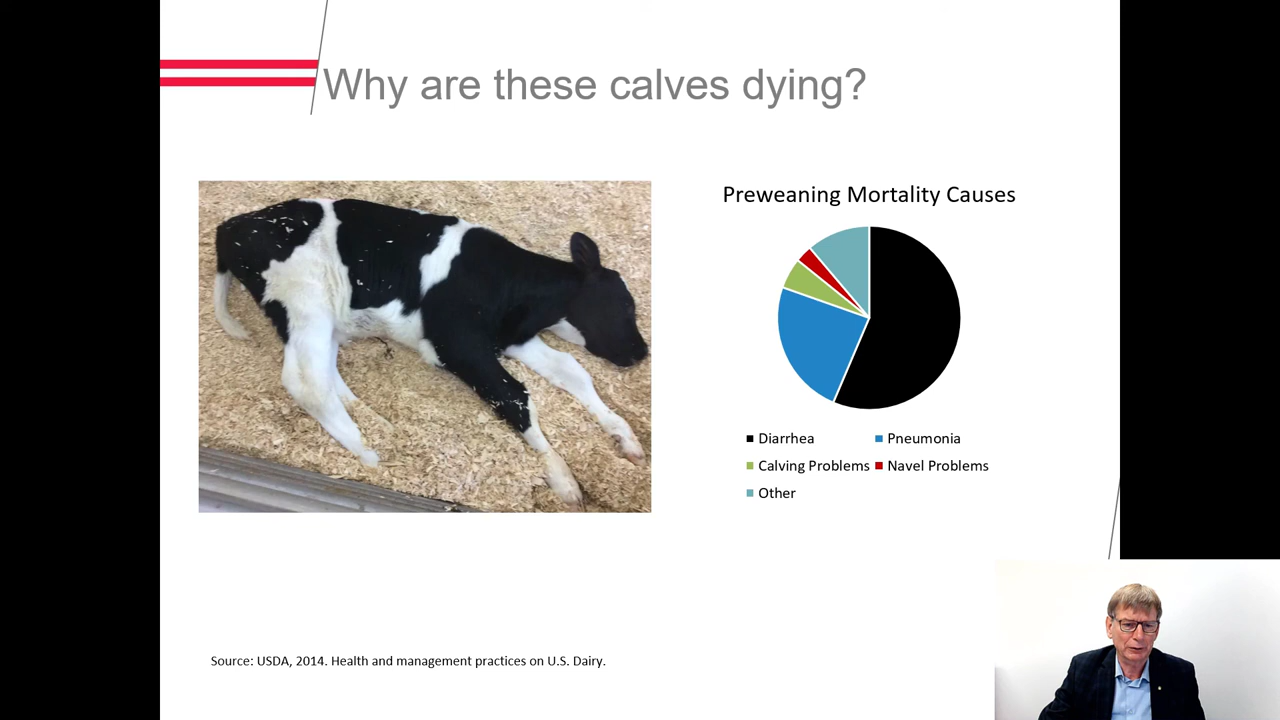 Why are these calves dying?
Preweaning Mortality Causes
Diarrhea
Pneumonia
Calving Problems
Navel Problems
Other
Source: USDA, 2014. Health and management practices on U.S. Dairy.